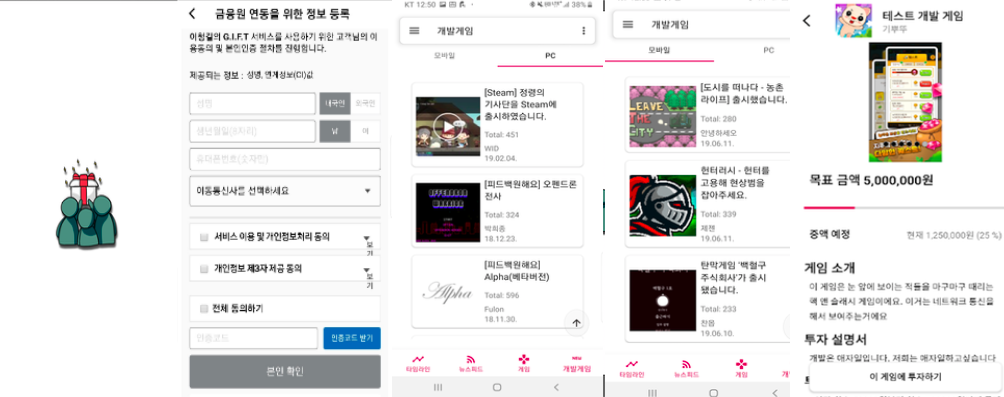 금융원 연동을 위한 정보 등록
이청걸의 G.I.F.T 서비스를 사용하기 위한 고객님의 이
용동의 및 본인인증 절차를 진행합니다.
제공되는 정보 : 성명, 연계정보(CI)값
성명
내국인
외국인
생년월일(6자리)
남
여
휴대폰번호(숫자만)
이동통신사를 선택하세요
서비스 이용 및 개인정보처리 동의
보
기
개인정보 제3자 제공 동의
보
기
전체 동의하기
인증코드
인증코드 받기
본인 확인
KT 12:50
38%
개발게임
모바일
PC
[Steam] 정령의
기사단을 Steam에
출시하였습니다.
Total: 451
WID
19.02.04.
[피드백원해요] 오펜드론
전사
Total: 324
박희종
18.12.23.
[피드백원해요]
Alpha(베타버전)
Total: 596
Fulon
18.11.30.
Alpha
타임라인
뉴스피드
게임
개발게임
개발게임
모바일
PC
LEAVE
THE
CITY
[도시를 떠나다 - 농촌
라이프] 출시했습니다.
Total: 280
안녕하세오
19.06.11.
헌터러시 - 헌터를
고용해 현상범을
잡아주세요.
Total: 339
제젠
19.06.11.
탄막게임 '백혈구
주식회사'가 출시
됐습니다.
Total: 233
잔몹
19.06.10.
타임라인
뉴스피드
게임
테스트 개발 게임
기뿌뚜
목표 금액 5,000,000원
증액 예정
현재 1,250,000원 (25 %)
게임 소개
이 게임은 눈 앞에 보이는 적들을 마구마구 때리는
핵 앤 슬래시 게임이에요. 이거는 네트워크 통신을
해서 보여주는거에요
투자 설명서
개발은 애자일입니다. 저희는 애자일하고싶습니다
이 게임에 투자하기